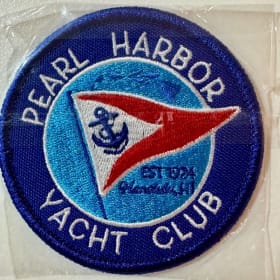 PEARL HARBOR
EST 1924
Honolulu, HI
YACHT CLUB